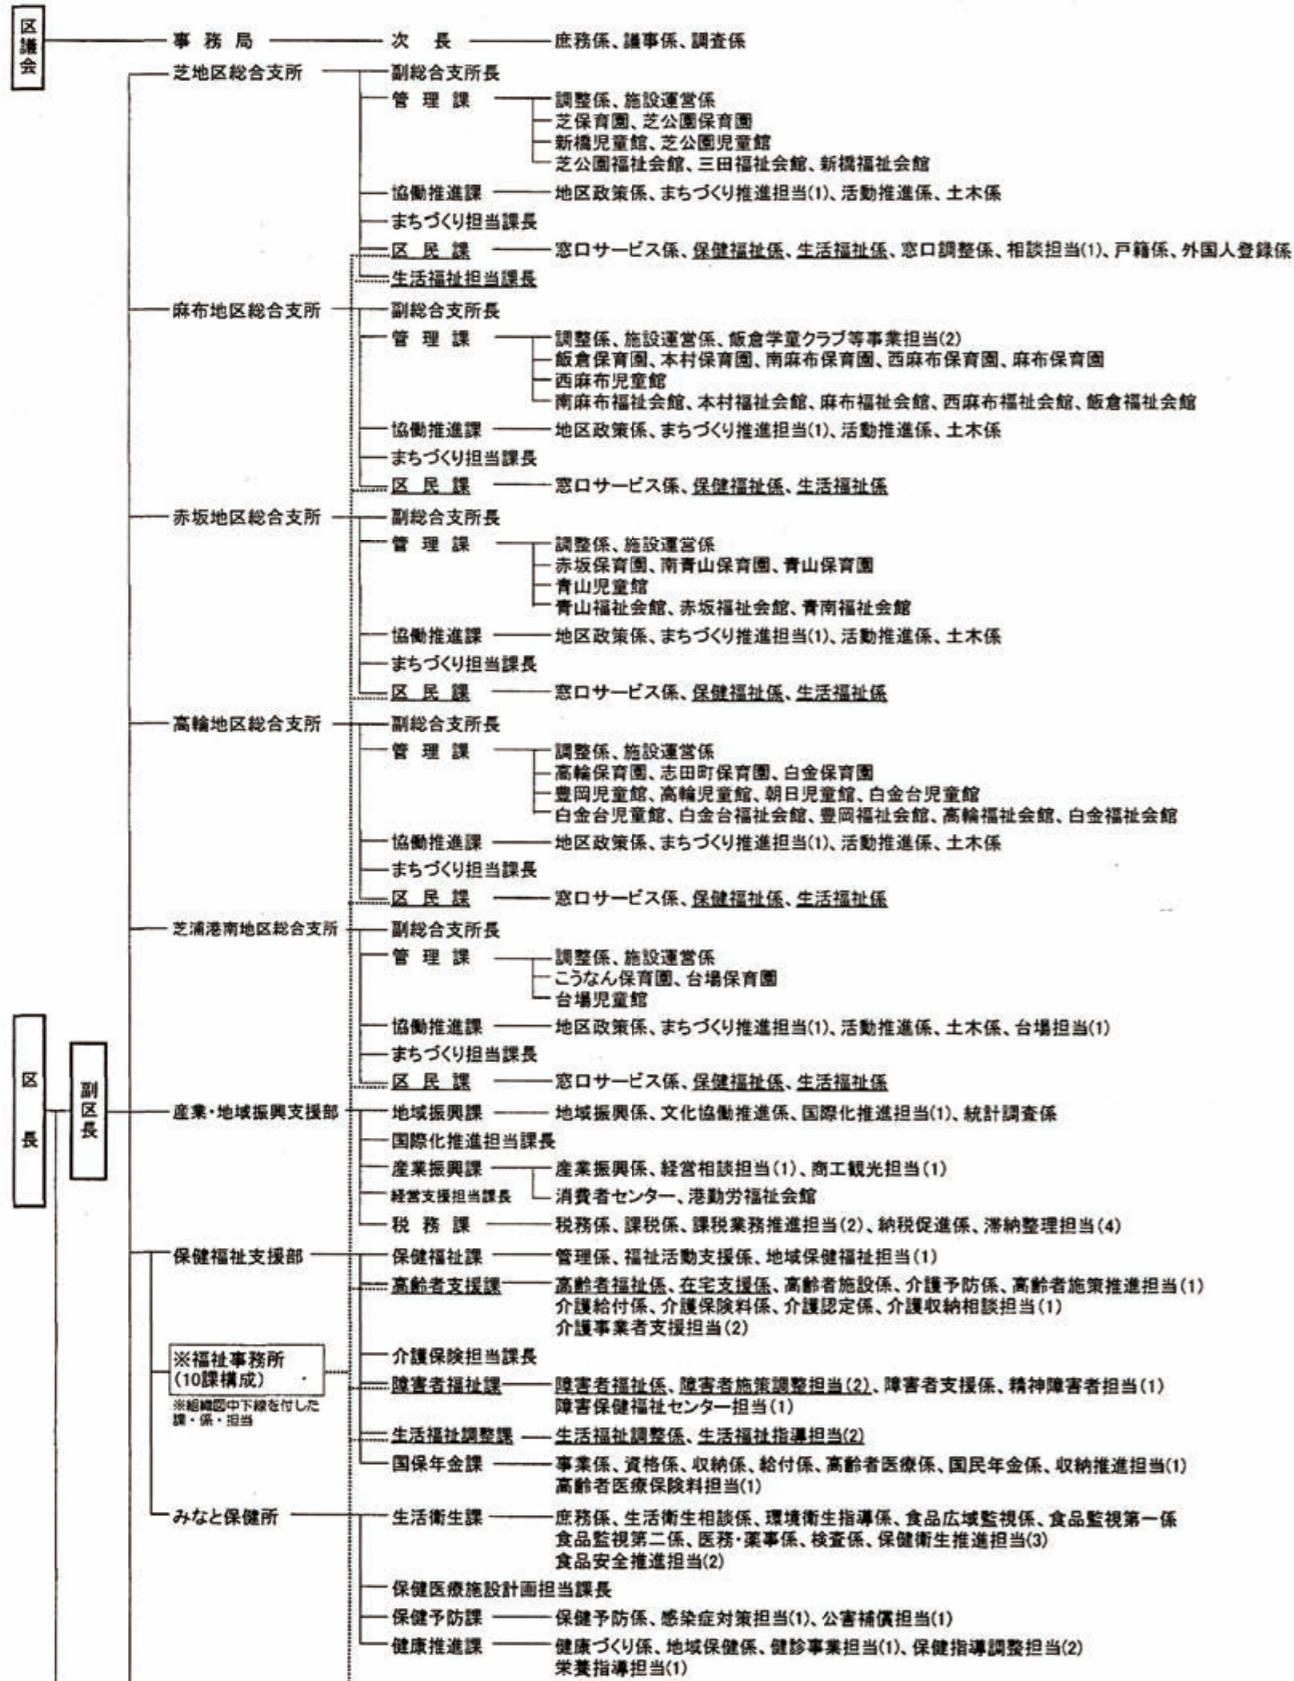 区議会
事務局 次長 庶務係、議事係、調査係
芝地区総合支所 副総合支所長
管理課 調整係、施設運営係
芝保育園、芝公園保育園
新橋児童館、芝公園児童館
芝公園福祉会館、三田福祉会館、新橋福祉会館
協働推進課 地区政策係、まちづくり推進担当(1)、活動推進係、土木係
まちづくり担当課長
区民課 窓口サービス係、保健福祉係、生活福祉係、窓口調整係、相談担当(1)、戸籍係、外国人登録係
生活福祉担当課長
麻布地区総合支所 副総合支所長
管理課 調整係、施設運営係、飯倉学童クラブ等事業担当(2)
飯倉保育園、本村保育園、南麻布保育園、西麻布保育園、麻布保育園
西麻布児童館
南麻布福祉会館、本村福祉会館、麻布福祉会館、西麻布福祉会館、飯倉福祉会館
協働推進課 地区政策係、まちづくり推進担当(1)、活動推進係、土木係
まちづくり担当課長
区民課 窓口サービス係、保健福祉係、生活福祉係
赤坂地区総合支所 副総合支所長
管理課 調整係、施設運営係
赤坂保育園、南青山保育園、青山保育園
青山児童館
青山福祉会館、赤坂福祉会館、青南福祉会館
協働推進課 地区政策係、まちづくり推進担当(1)、活動推進係、土木係
まちづくり担当課長
区民課 窓口サービス係、保健福祉係、生活福祉係
高輪地区総合支所 副総合支所長
管理課 調整係、施設運営係
高輪保育園、志田町保育園、白金保育園
豊岡児童館、高輪児童館、朝日児童館、白金台児童館
白金台児童館、白金台福祉会館、豊岡福祉会館、高輪福祉会館、白金福祉会館
協働推進課 地区政策係、まちづくり推進担当(1)、活動推進係、土木係
まちづくり担当課長
区民課 窓口サービス係、保健福祉係、生活福祉係
芝浦港南地区総合支所 副総合支所長
管理課 調整係、施設運営係
こうなん保育園、台場保育園
台場児童館
協働推進課 地区政策係、まちづくり推進担当(1)、活動推進係、土木係、台場担当(1)
まちづくり担当課長
区民課 窓口サービス係、保健福祉係、生活福祉係
区長
副区長
産業・地域振興支援部 地域振興課 地域振興係、文化協働推進係、国際化推進担当(1)、統計調査係
国際化推進担当課長
産業振興課 産業振興係、経営相談担当(1)、商工観光担当(1)
経営支援担当課長 消費者センター、港勤労福祉会館
税務課 税務係、課税係、課税業務推進担当(2)、納税促進係、滞納整理担当(4)
保健福祉支援部 保健福祉課 管理係、福祉活動支援係、地域保健福祉担当(1)
高齢者支援課 高齢者福祉係、在宅支援係、高齢者施設係、介護予防係、高齢者施策推進担当(1)
介護給付係、介護保険料係、介護認定係、介護収納相談担当(1)
介護事業者支援担当(2)
介護保険担当課長
※福祉事務所
(10課構成)
※組織図中下線を付した
課・係・担当
障害者福祉課 障害者福祉係、障害者施策調整担当(2)、障害者支援係、精神障害者担当(1)
障害保健福祉センター担当(1)
生活福祉調整課 生活福祉調整係、生活福祉指導担当(2)
国保年金課 事業係、資格係、収納係、給付係、高齢者医療係、国民年金係、収納推進担当(1)
高齢者医療保険料担当(1)
みなと保健所 生活衛生課 庶務係、生活衛生相談係、環境衛生指導係、食品広域監視係、食品監視第一係
食品監視第二係、医務・薬事係、検査係、保健衛生推進担当(3)
食品安全推進担当(2)
保健医療施設計画担当課長
保健予防課 保健予防係、感染症対策担当(1)、公害補償担当(1)
健康推進課 健康づくり係、地域保健係、健診事業担当(1)、保健指導調整担当(2)
栄養指導担当(1)